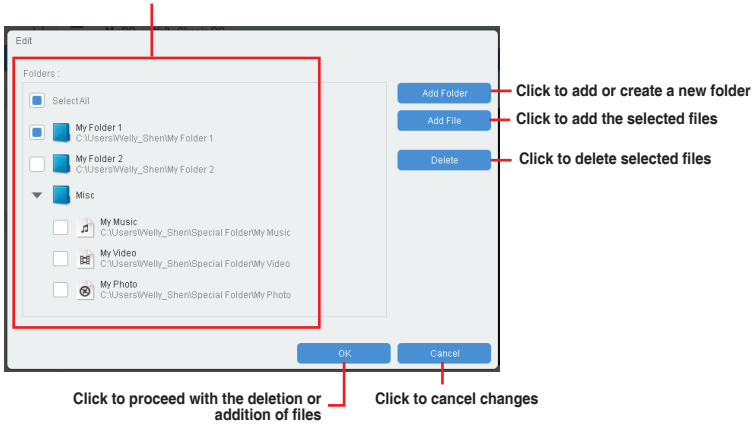 Edit
Folders :
SelectAll
My Folder 1
C:\Users\Welly_Shen\My Folder 1
My Folder 2
C:\Users\Welly_Shen\My Folder 2
Misc
My Music
C:\Users\Welly_Shen\Special Folder\My Music
My Video
C:\Users\Welly_Shen\Special Folder\My Video
My Photo
C:\Users\Welly_Shen\Special Folder\My Photo
Add Folder
Click to add or create a new folder
Add File
Click to add the selected files
Delete
Click to delete selected files
OK
Cancel
Click to proceed with the deletion or
addition of files
Click to cancel changes